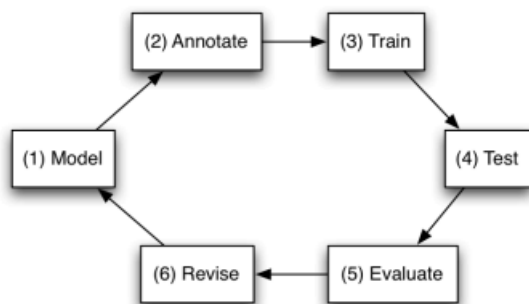 (1) Model
(2) Annotate
(3) Train
(4) Test
(5) Evaluate
(6) Revise